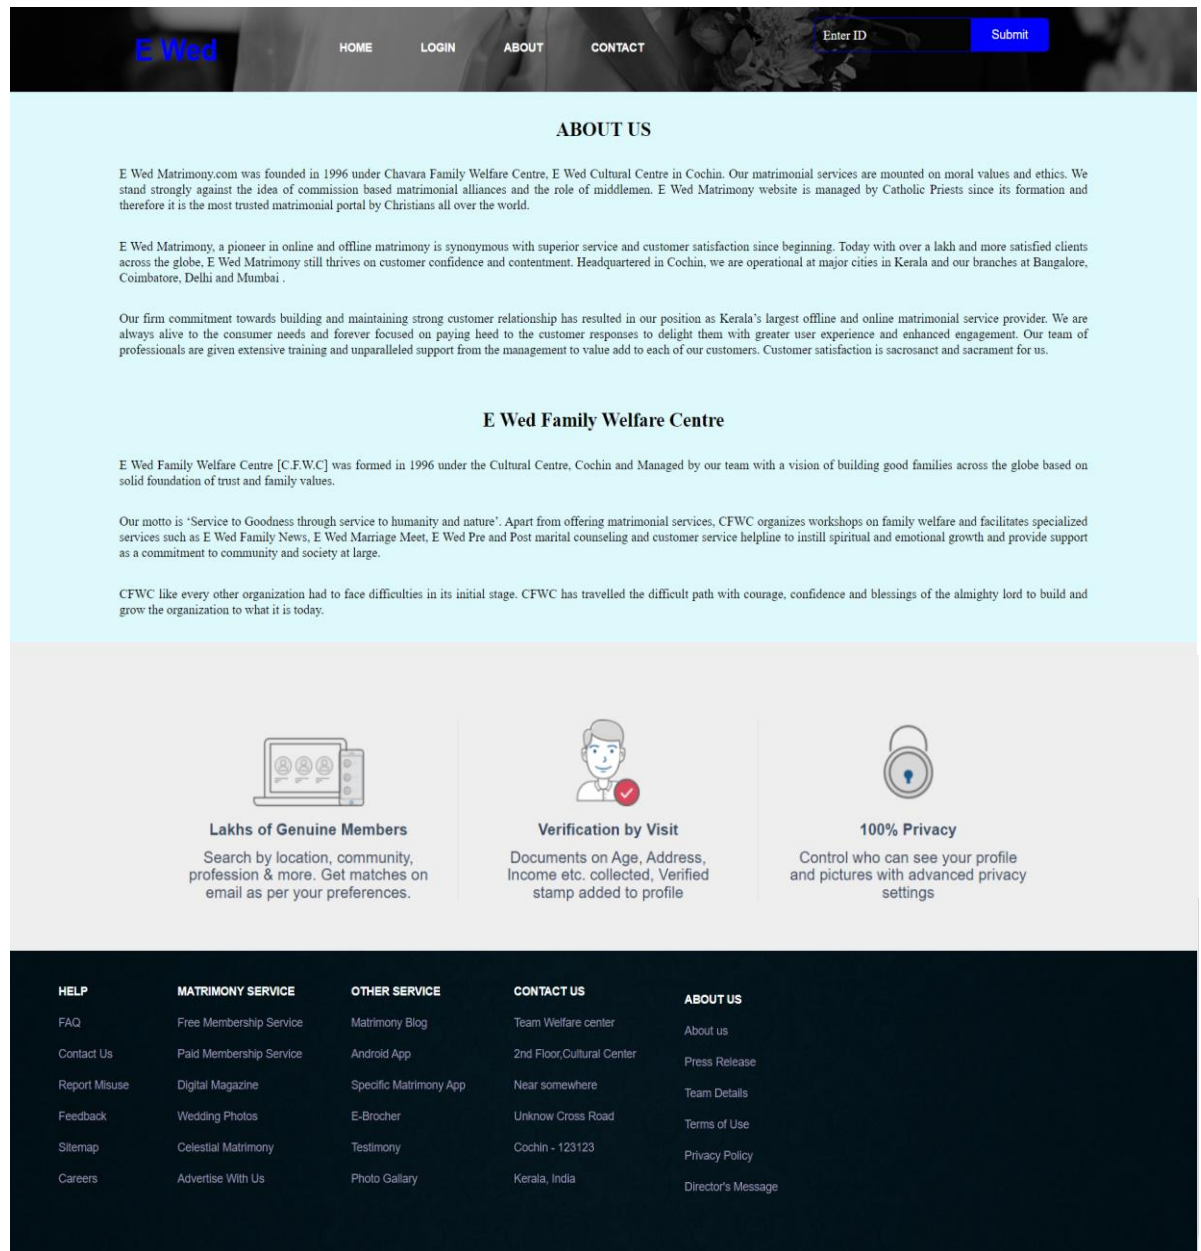 E Wed
HOME LOGIN ABOUT CONTACT
Enter ID
Submit
ABOUT US
E Wed Matrimony.com was founded in 1996 under Chavara Family Welfare Centre, E Wed Cultural Centre in Cochin. Our matrimonial services are mounted on moral values and ethics. We
stand strongly against the idea of commission based matrimonial alliances and the role of middlemen. E Wed Matrimony website is managed by Catholic Priests since its formation and
therefore it is the most trusted matrimonial portal by Christians all over the world.
E Wed Matrimony, a pioneer in online and offline matrimony is synonymous with superior service and customer satisfaction since beginning. Today with over a lakh and more satisfied clients
across the globe, E Wed Matrimony still thrives on customer confidence and contentment. Headquartered in Cochin, we are operational at major cities in Kerala and our branches at Bangalore,
Coimbatore, Delhi and Mumbai .
Our firm commitment towards building and maintaining strong customer relationship has resulted in our position as Kerala’s largest offline and online matrimonial service provider. We are
always alive to the consumer needs and forever focused on paying heed to the customer responses to delight them with greater user experience and enhanced engagement. Our team of
professionals are given extensive training and unparalleled support from the management to value add to each of our customers. Customer satisfaction is sacrosanct and sacrament for us.
E Wed Family Welfare Centre
E Wed Family Welfare Centre [C.F.W.C] was formed in 1996 under the Cultural Centre, Cochin and Managed by our team with a vision of building good families across the globe based on
solid foundation of trust and family values.
Our motto is ‘Service to Goodness through service to humanity and nature’. Apart from offering matrimonial services, CFWC organizes workshops on family welfare and facilitates specialized
services such as E Wed Family News, E Wed Marriage Meet, E Wed Pre and Post marital counseling and customer service helpline to instill spiritual and emotional growth and provide support
as a commitment to community and society at large.
CFWC like every other organization had to face difficulties in its initial stage. CFWC has travelled the difficult path with courage, confidence and blessings of the almighty lord to build and
grow the organization to what it is today.
Lakhs of Genuine Members
Search by location, community,
profession & more. Get matches on
email as per your preferences.
Verification by Visit
Documents on Age, Address,
Income etc. collected, Verified
stamp added to profile
100% Privacy
Control who can see your profile
and pictures with advanced privacy
settings
HELP
FAQ
Contact Us
Report Misuse
Feedback
Sitemap
Careers
MATRIMONY SERVICE
Free Membership Service
Paid Membership Service
Digital Magazine
Wedding Photos
Celestial Matrimony
Advertise With Us
OTHER SERVICE
Matrimony Blog
Android App
Specific Matrimony App
E-Brocher
Testimony
Photo Gallary
CONTACT US
Team Welfare center
2nd Floor,Cultural Center
Near somewhere
Unknow Cross Road
Cochin - 123123
Kerala, India
ABOUT US
About us
Press Release
Team Details
Terms of Use
Privacy Policy
Director's Message